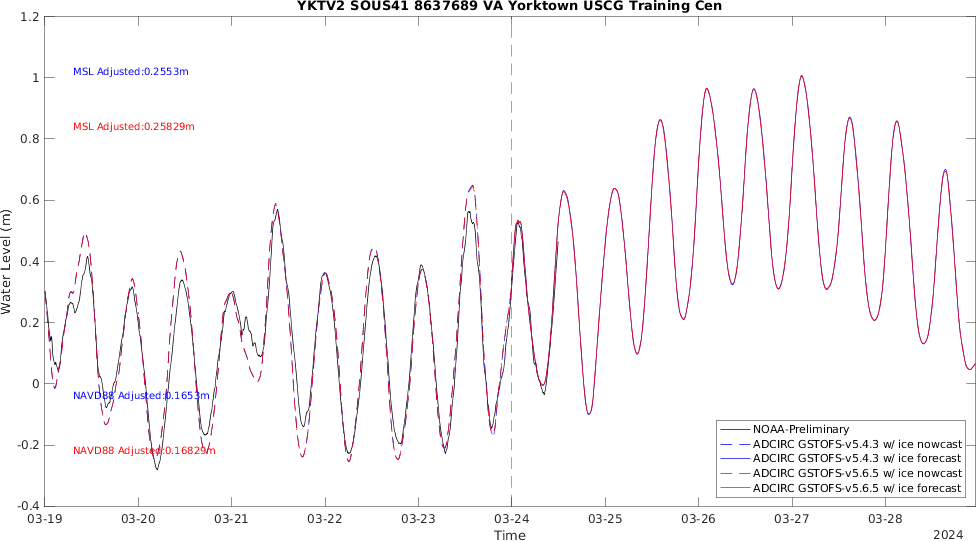 YKTV2 SOUS41 8637689 VA Yorktown USCG Training Cen
1.2
1
0.8
0.6
0.4
0.2
0
-0.2
-0.4
Water Level (m)
MSL Adjusted:0.2553m
MSL Adjusted:0.25829m
NAVD88 Adjusted:0.1653m
NAVD88 Adjusted:0.16829m
NOAA-Preliminary
ADCIRC GSTOFS-v5.4.3 w/ ice nowcast
ADCIRC GSTOFS-v5.4.3 w/ ice forecast
ADCIRC GSTOFS-v5.6.5 w/ ice nowcast
ADCIRC GSTOFS-v5.6.5 w/ ice forecast
03-19 03-20 03-21 03-22 03-23 03-24 03-25 03-26 03-27 03-28
Time
2024